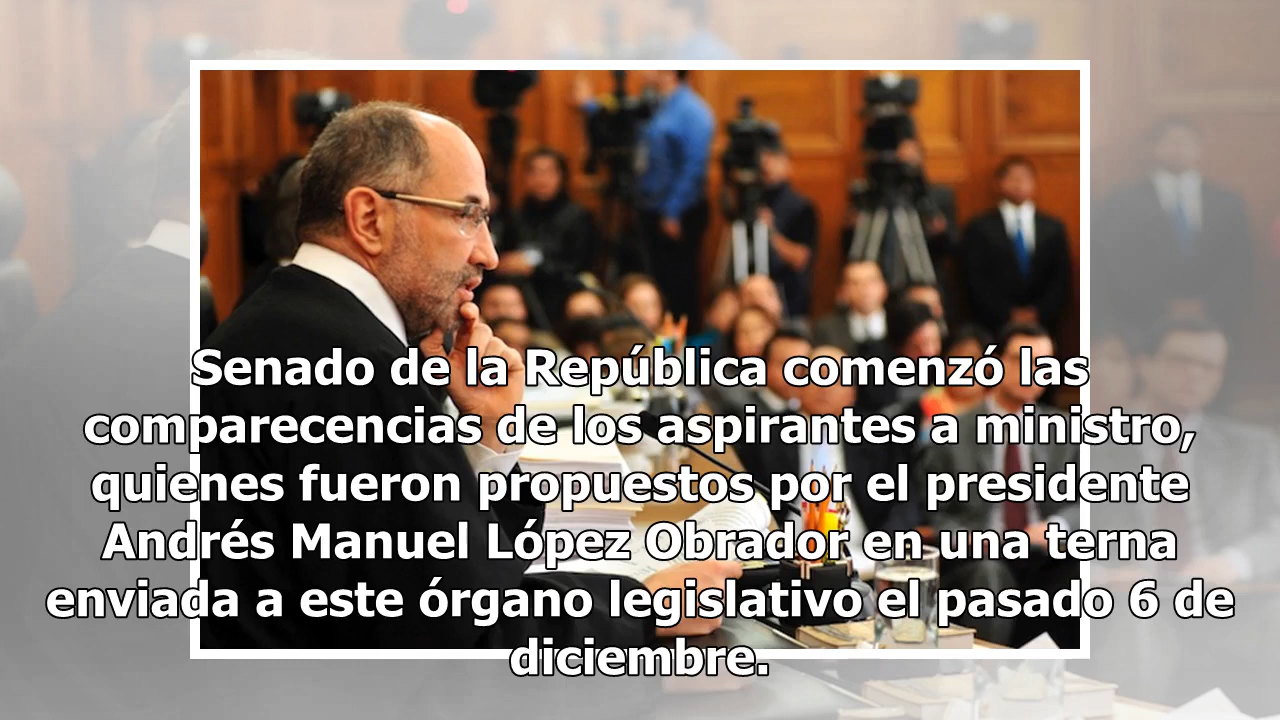 Senado de la República comenzó las
comparecencias de los aspirantes a ministro,
quienes fueron propuestos por el presidente
Andrés Manuel López Obrador en una terna
enviada a este órgano legislativo el pasado 6 de
diciembre.